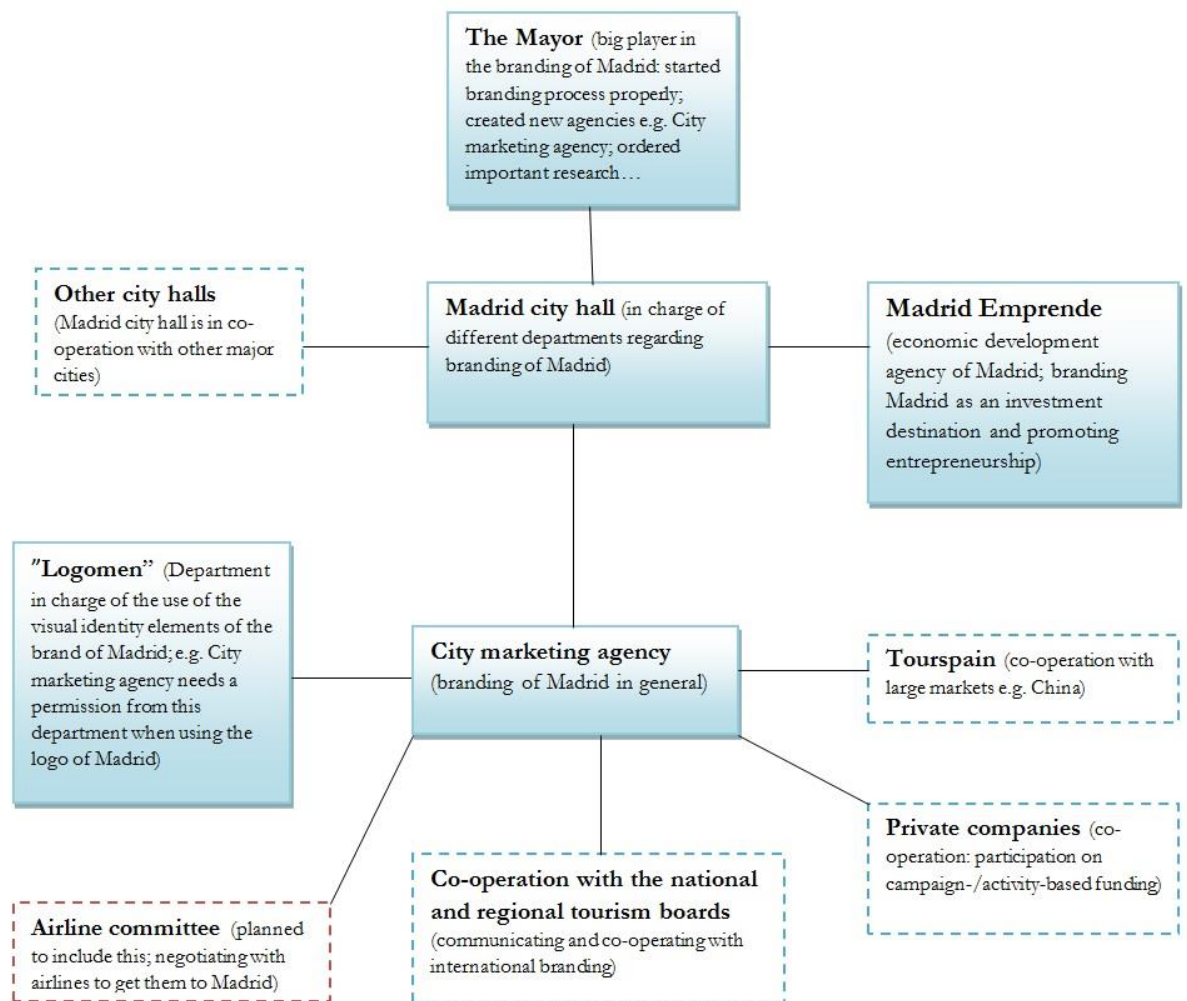 The Mayor (big player in
the branding of Madrid: started
branding process properly;
created new agencies e.g. City
marketing agency; ordered
important research…
Other city halls
(Madrid city hall is in co-
operation with other major
cities)
Madrid city hall (in charge of
different departments regarding
branding of Madrid)
Madrid Emprende
(economic development
agency of Madrid; branding
Madrid as an investment
destination and promoting
entrepreneurship)
"Logomen” (Department
in charge of the use of the
visual identity elements of the
brand of Madrid; e.g. City
marketing agency needs a
permission from this
department when using the
logo of Madrid)
City marketing agency
(branding of Madrid in general)
Tourspain (co-operation with
large markets e.g. China)
Private companies (co-
operation: participation on
campaign-/activity-based funding)
Co-operation with the national
and regional tourism boards
(communicating and co-operating with
international branding)
Airline committee (planned
to include this; negotiating with
airlines to get them to Madrid)